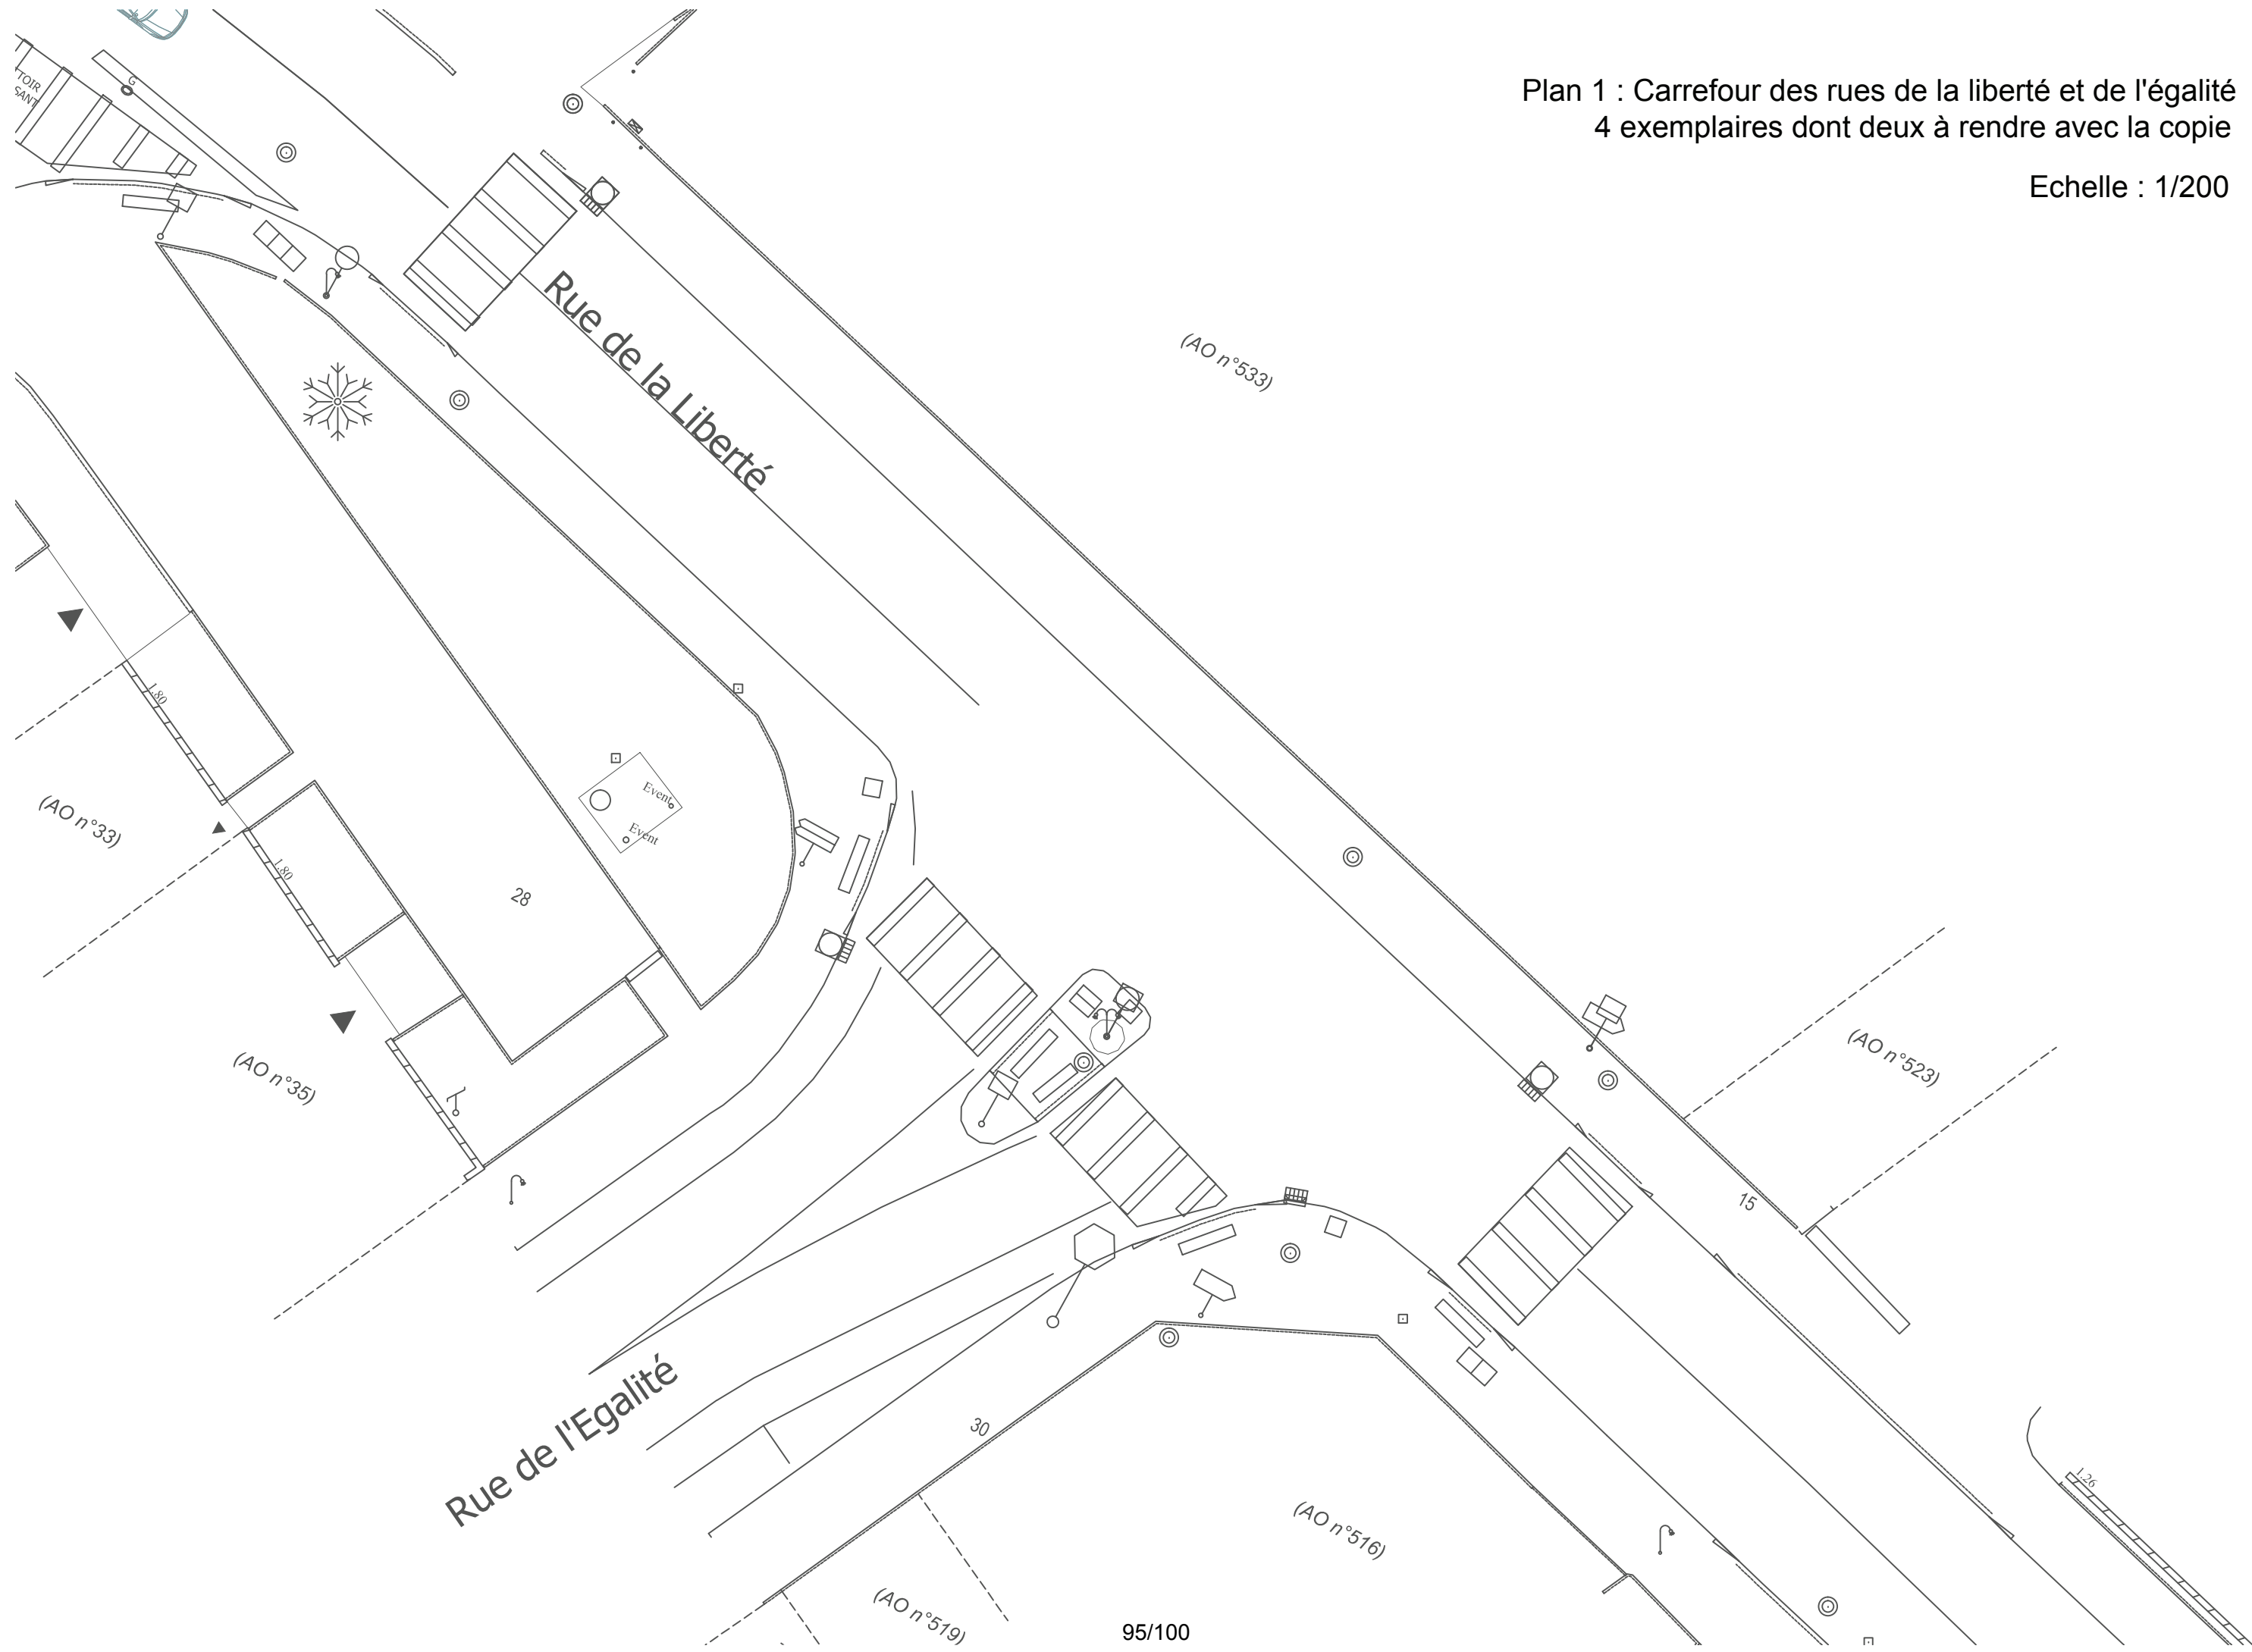 Plan 1 : Carrefour des rues de la liberté et de l'égalité
4 exemplaires dont deux à rendre avec la copie
Echelle : 1/200
TOIR
SANT
G
Rue de la Liberté
(AO n°533)
1.80
(AO n°33)
1.80
Event
Event
28
(AO n°35)
(AO n°523)
15
Rue de l'Egalité
30
1.26
(AO n°516)
(AO n°519)
95/100